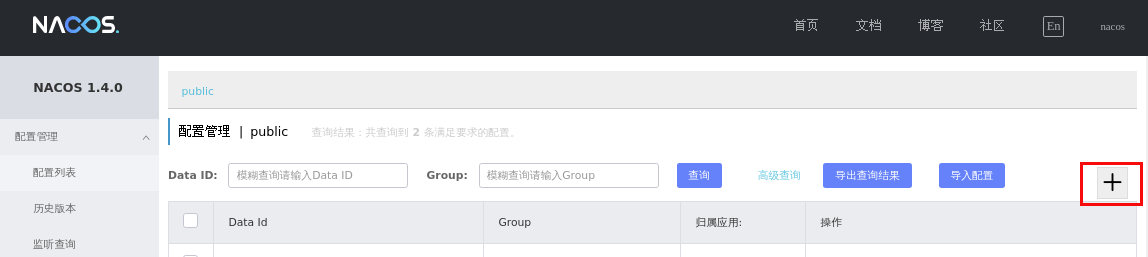 NACOS.
首页 文档 博客 社区 En nacos
NACOS 1.4.0
public
配置管理
配置管理 | public 查询结果：共查询到 2 条满足要求的配置。
配置列表
Data ID: 模糊查询请输入Data ID Group: 模糊查询请输入Group 查询 高级查询 导出查询结果 导入配置
历史版本
Data Id Group 归属应用: 操作
监听查询